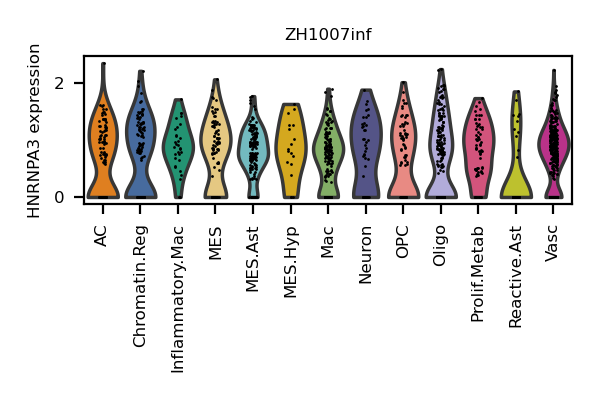 ZH1007inf
HNRNPA3 expression
2
0
AC
Chromatin.Reg
Inflammatory.Mac
MES
MES.Ast
MES.Hyp
Mac
Neuron
OPC
Oligo
Prolif.Metab
Reactive.Ast
Vasc